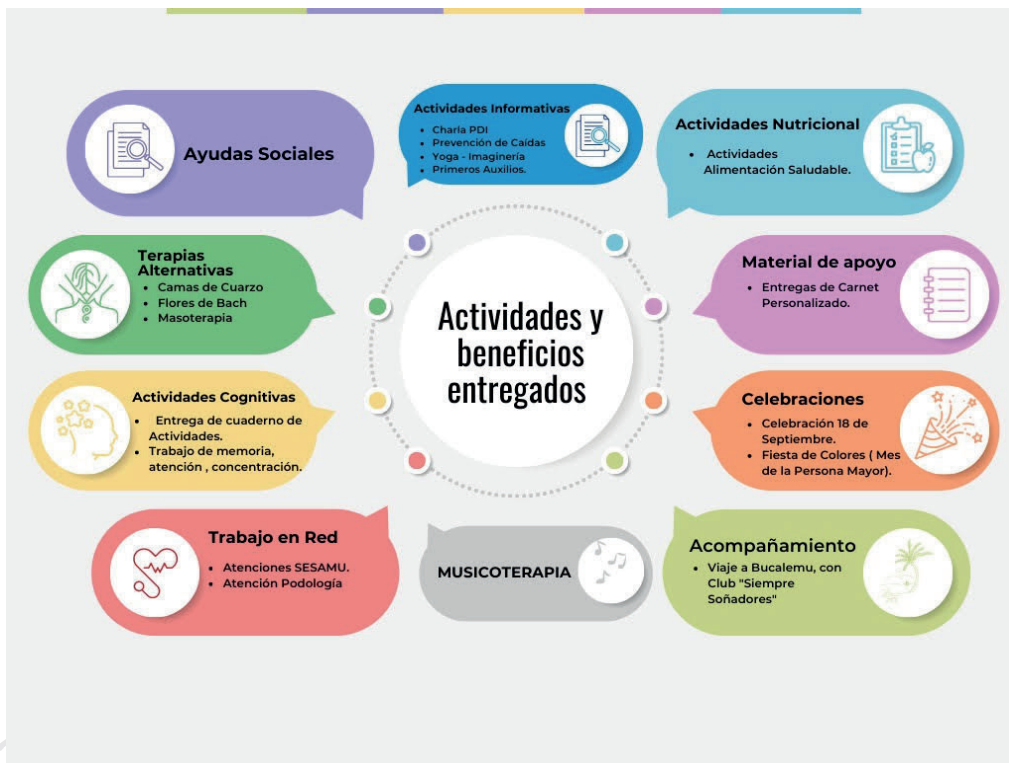 Ayudas Sociales
Actividades Informativas
• Charla PDI
• Prevención de Caídas
• Yoga - Imaginería
• Primeros Auxilios.
Actividades Nutricional
• Actividades
Alimentación Saludable.
Terapias
Alternativas
• Camas de Cuarzo
• Flores de Bach
• Masoterapia
Actividades y
beneficios
entregados
Material de apoyo
• Entregas de Carnet
Personalizado.
Actividades Cognitivas
• Entrega de cuaderno de
Actividades.
• Trabajo de memoria,
atención , concentración.
Celebraciones
• Celebración 18 de
Septiembre.
• Fiesta de Colores ( Mes
de la Persona Mayor).
Trabajo en Red
• Atenciones SESAMU.
• Atención Podología
MUSICOTERAPIA
Acompañamiento
• Viaje a Bucalemu, con
Club "Siempre
Soñadores"